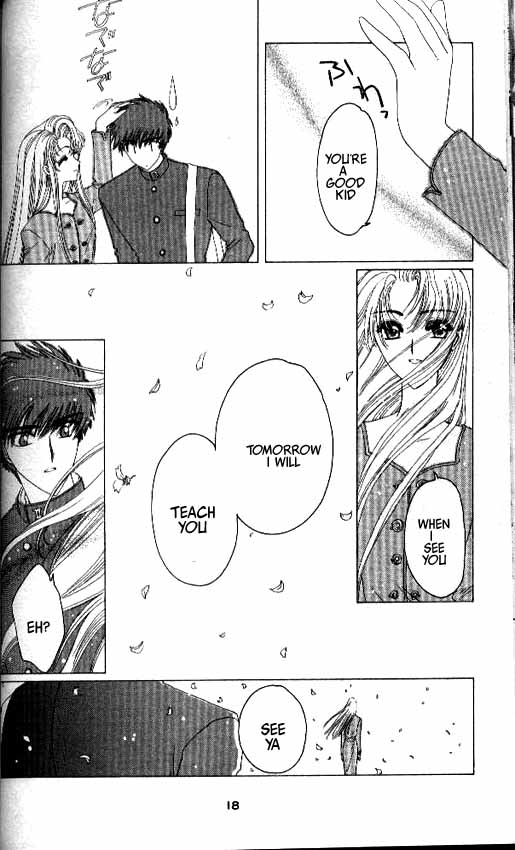 ふわっ
YOU'RE
A
GOOD
KID
なでなで
WHEN
I
SEE
YOU
TOMORROW
I WILL
TEACH
YOU
EH?
SEE
YA
18